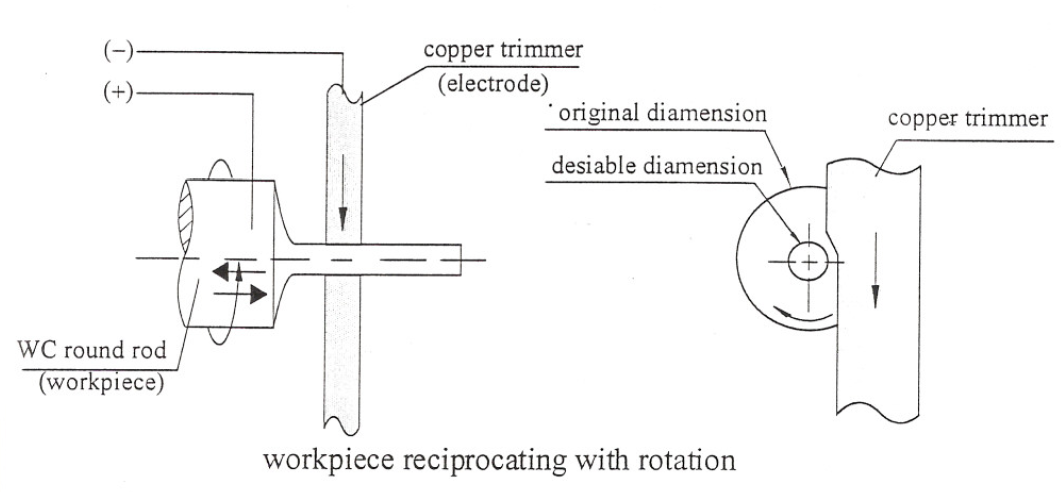 (−)
(+)
copper trimmer
(electrode)
original diamension
desiable diamension
copper trimmer
WC round rod
(workpiece)
workpiece reciprocating with rotation